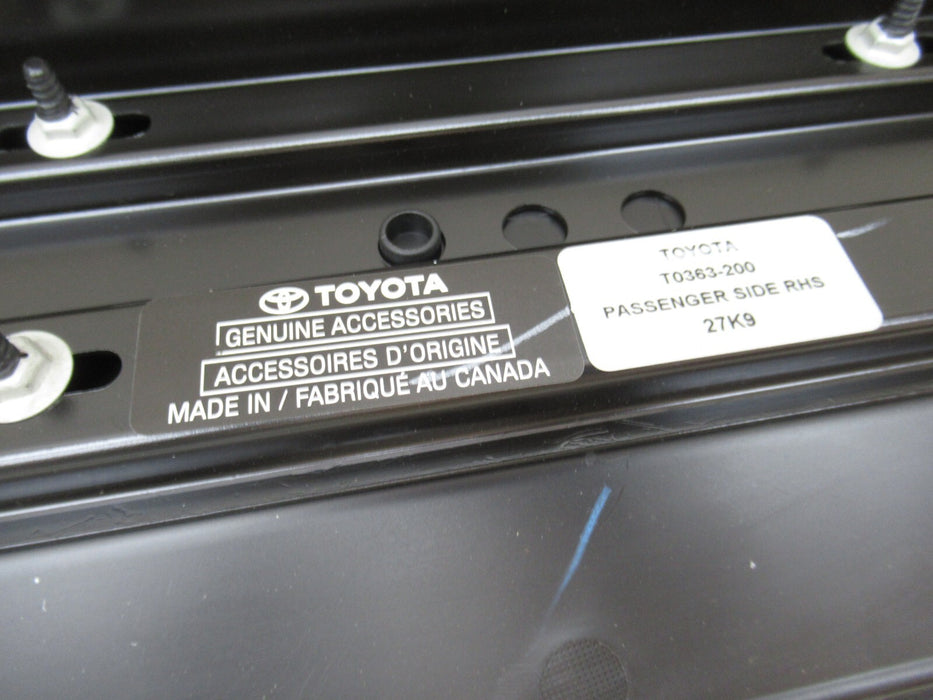 TOYOTA
GENUINE ACCESSORIES
ACCESSOIRES D'ORIGINE
MADE IN / FABRIQUÉ AU CANADA
TOYOTA
T0363-200
PASSENGER SIDE RHS
27K9